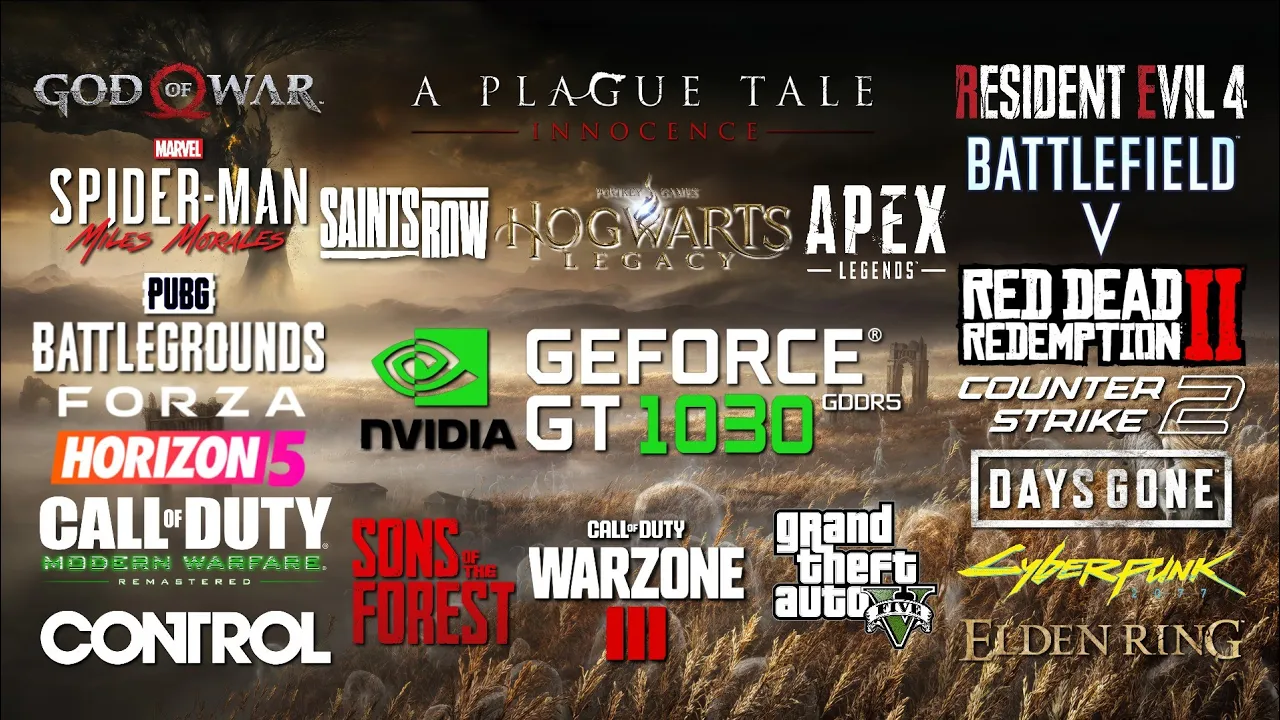 GOD OF WAR
A PLAGUE TALE
INNOCENCE
RESIDENT EVIL 4
MARVEL
SPIDER-MAN
MILES MORALES
SAINTS ROW
PORTKEY GAMES
HOGWARTS
LEGACY
APEX
LEGENDS
BATTLEFIELD
V
PUBG
BATTLEGROUNDS
FORZA
HORIZON 5
NVIDIA
GEFORCE®
GT 1030 GDDR5
RED DEAD
REDEMPTION II
COUNTER
STRIKE 2
CALL OF DUTY
MODERN WARFARE
REMASTERED
CONTROL
SONS
OF THE
FOREST
CALL OF DUTY
WARZONE
III
grand
theft
auto
FIVE
V
DAYS GONE
CYBERPUNK
2077
ELDEN RING